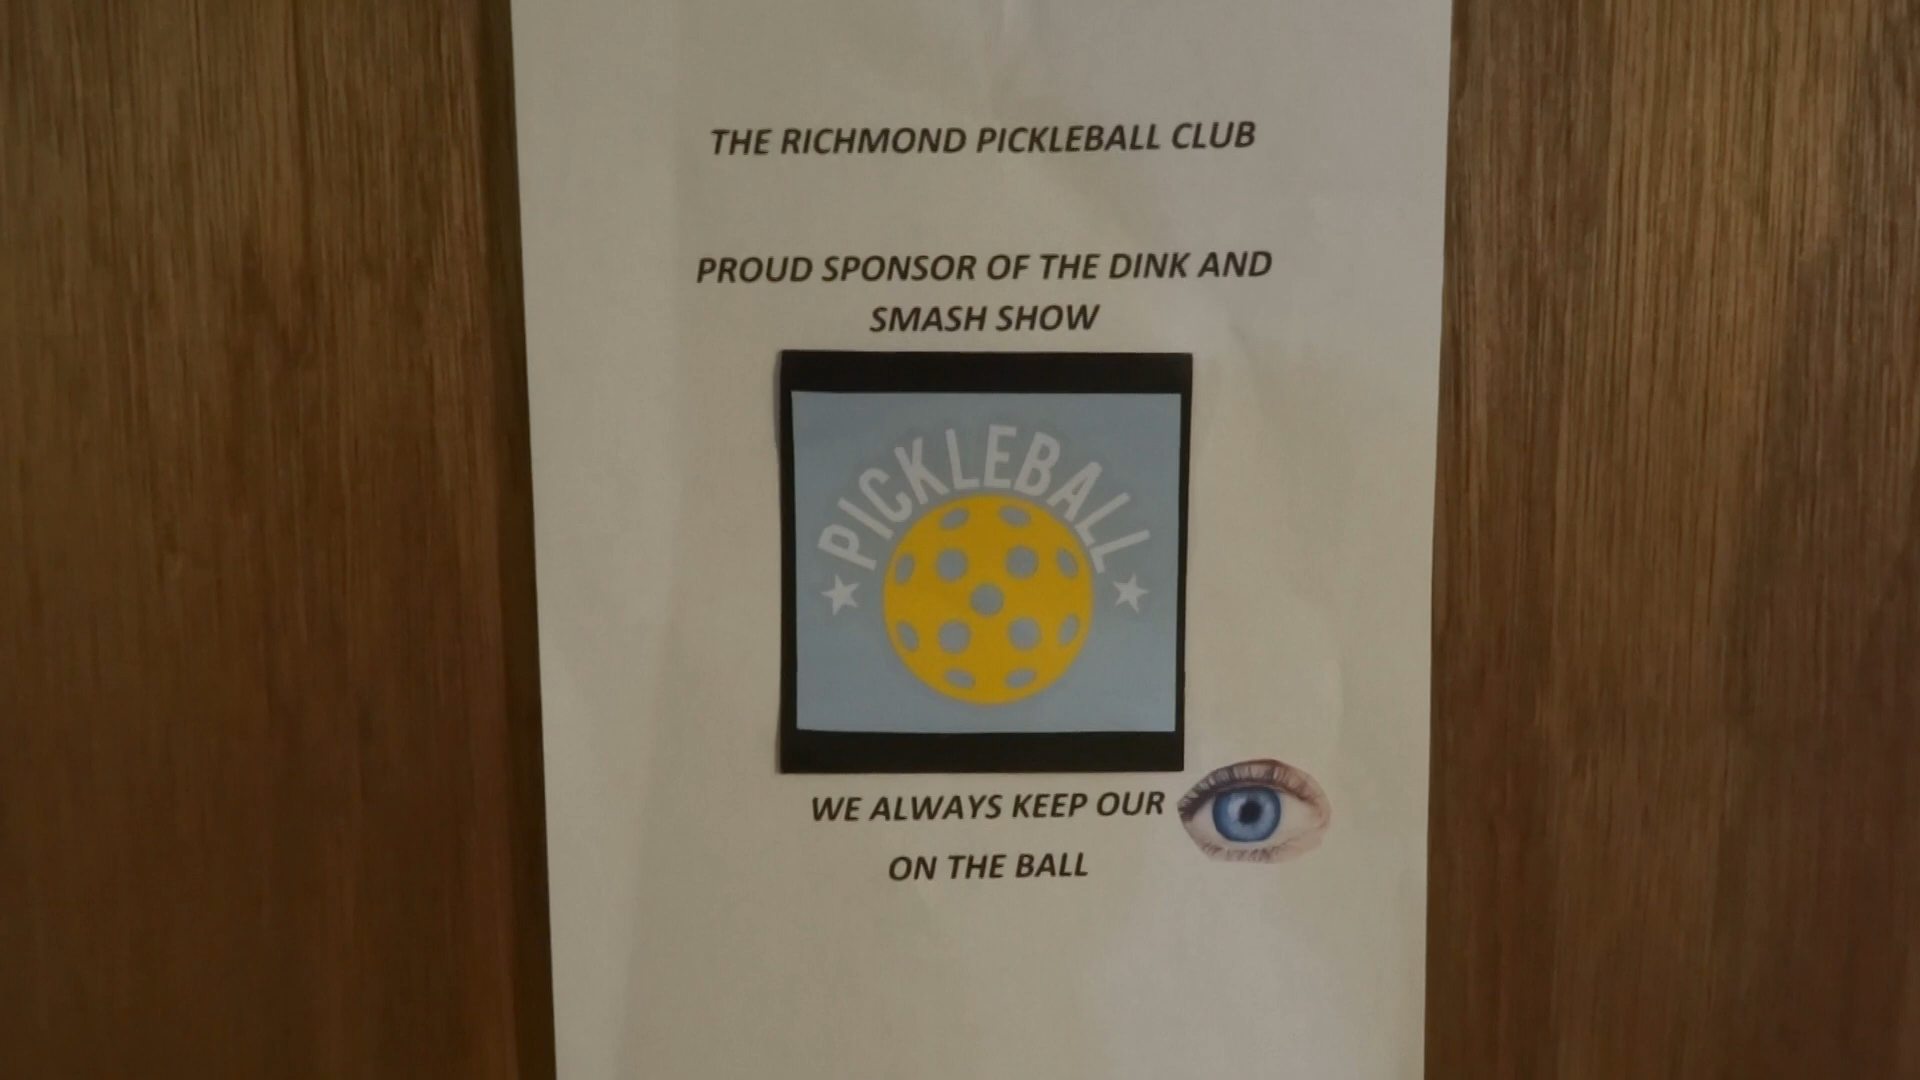 THE RICHMOND PICKLEBALL CLUB
PROUD SPONSOR OF THE DINK AND
SMASH SHOW
PICKLEBALL
WE ALWAYS KEEP OUR
ON THE BALL